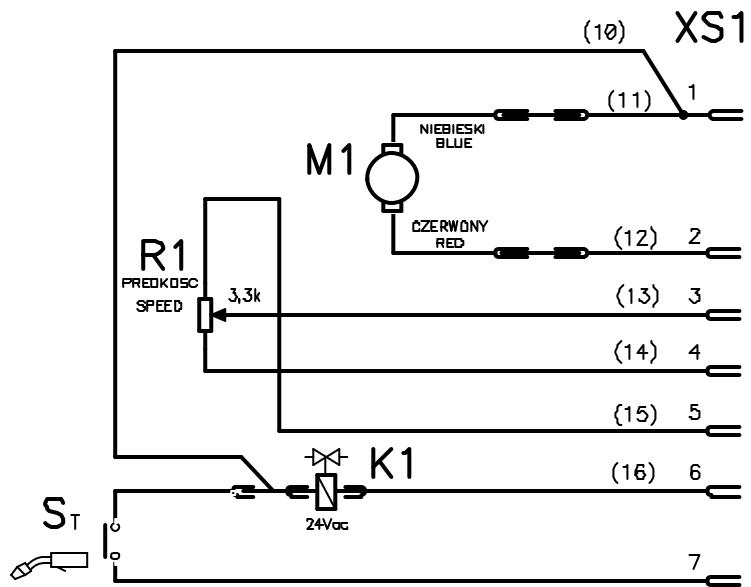 (10)
XS1
(11)
1
NIEBIESKI
BLUE
M1
CZERWONY
RED
(12)
2
R1
PREDKOSC
SPEED
3,3k
(13)
3
(14)
4
(15)
5
K1
(16)
6
24Vac
ST
7